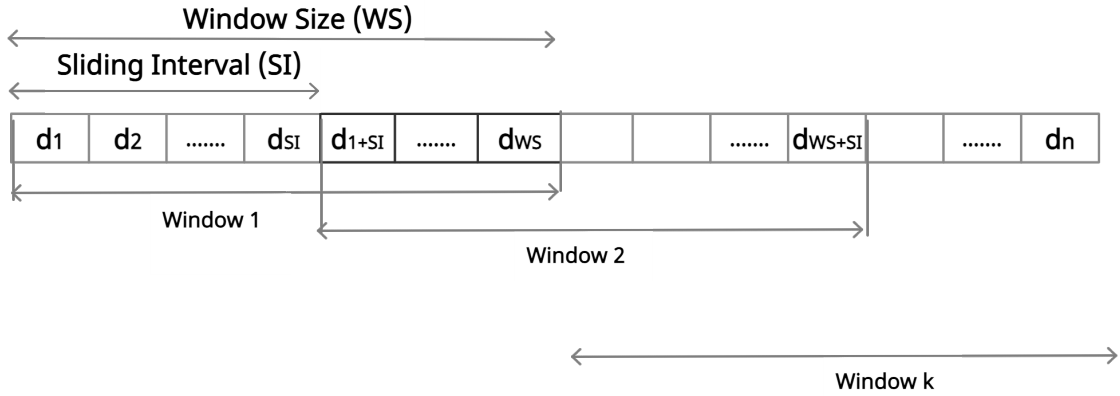 Window Size (WS)
Sliding Interval (SI)
d1 d2 ....... dSI d1+SI ....... dWS ....... dWS+SI ....... dn
Window 1
Window 2
Window k